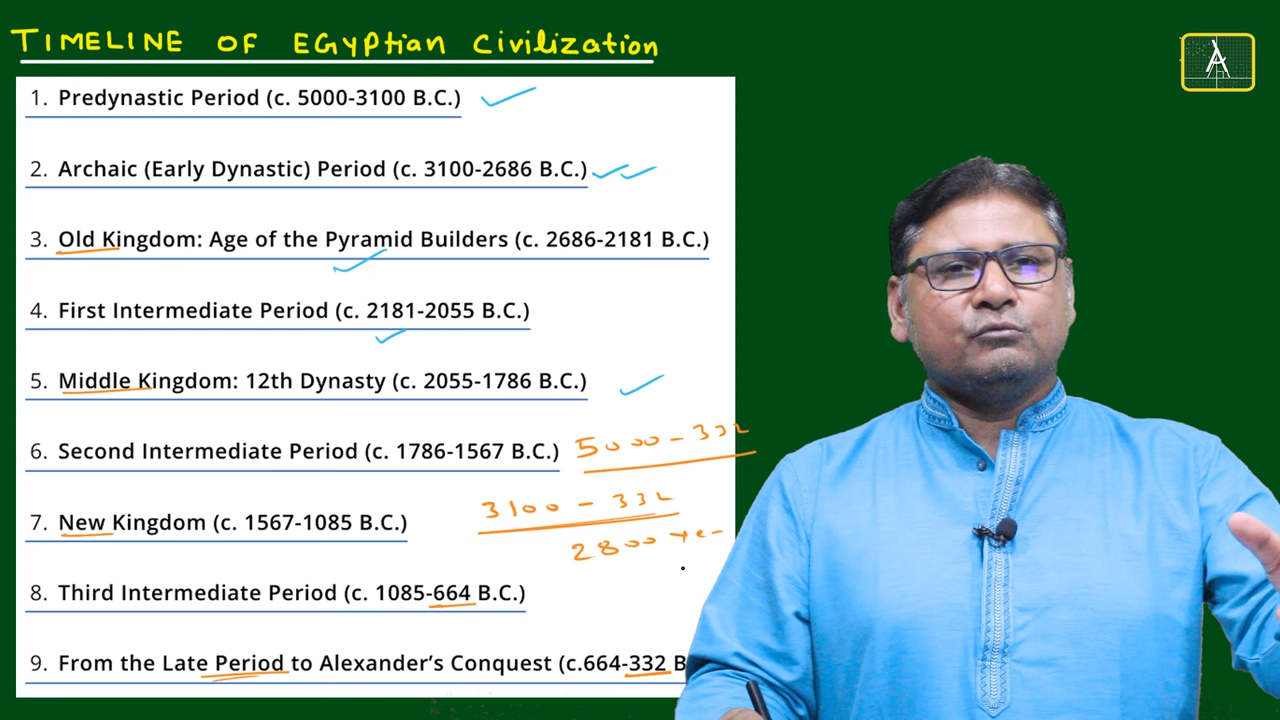 TIMELINE OF EGYPTIAN CIVILIZATION
1. Predynastic Period (c. 5000-3100 B.C.)
2. Archaic (Early Dynastic) Period (c. 3100-2686 B.C.)
3. Old Kingdom: Age of the Pyramid Builders (c. 2686-2181 B.C.)
4. First Intermediate Period (c. 2181-2055 B.C.)
5. Middle Kingdom: 12th Dynasty (c. 2055-1786 B.C.)
6. Second Intermediate Period (c. 1786-1567 B.C.)
5000 - 332
3100 - 332
7. New Kingdom (c. 1567-1085 B.C.)
2800
8. Third Intermediate Period (c. 1085-664 B.C.)
9. From the Late Period to Alexander's Conquest (c.664-332 B